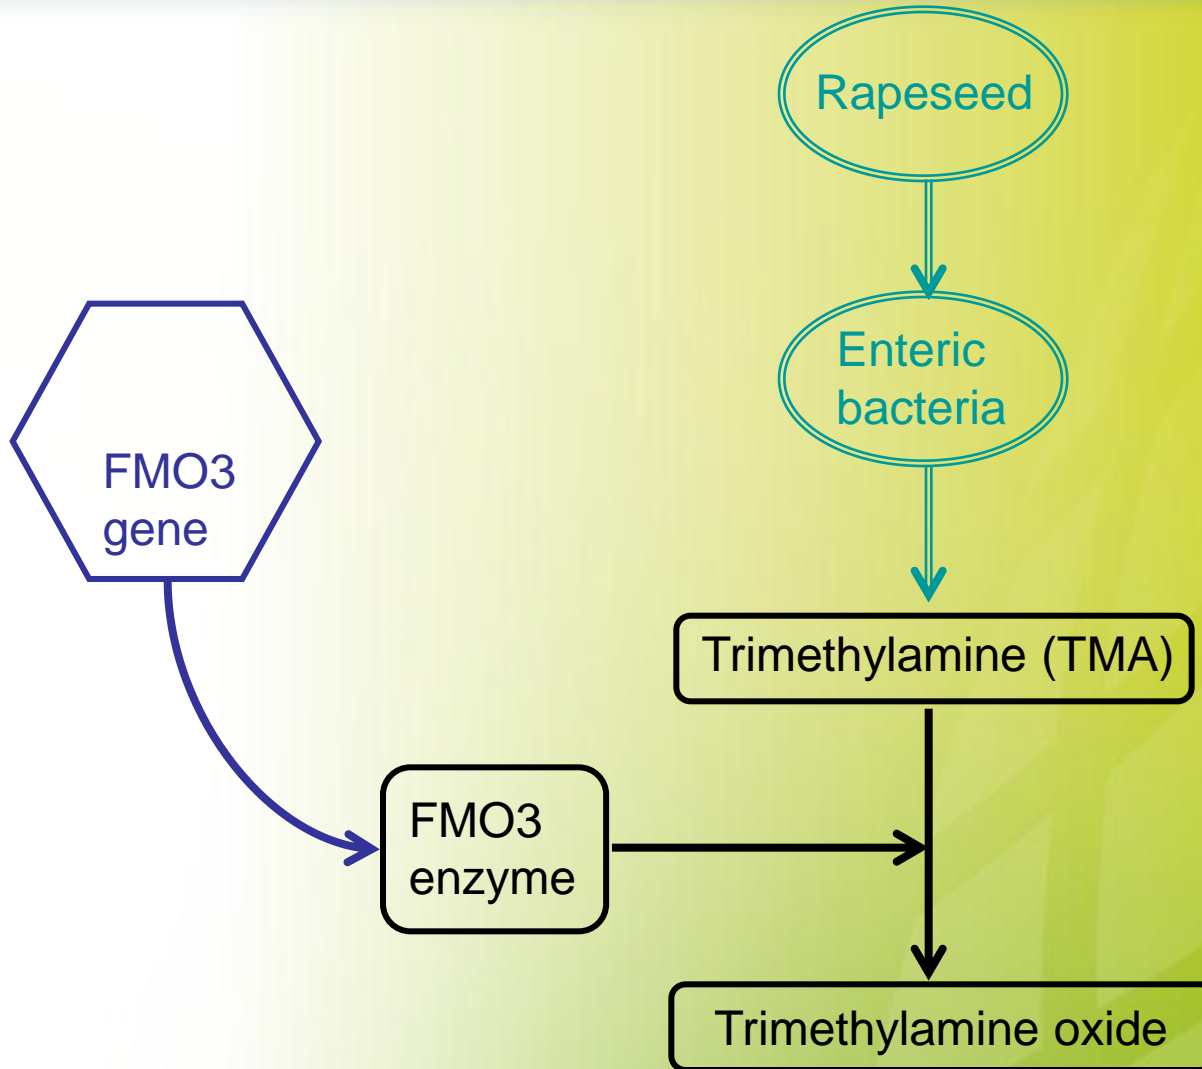 Rapeseed
Enteric
bacteria
FMO3
gene
Trimethylamine (TMA)
FMO3
enzyme
Trimethylamine oxide